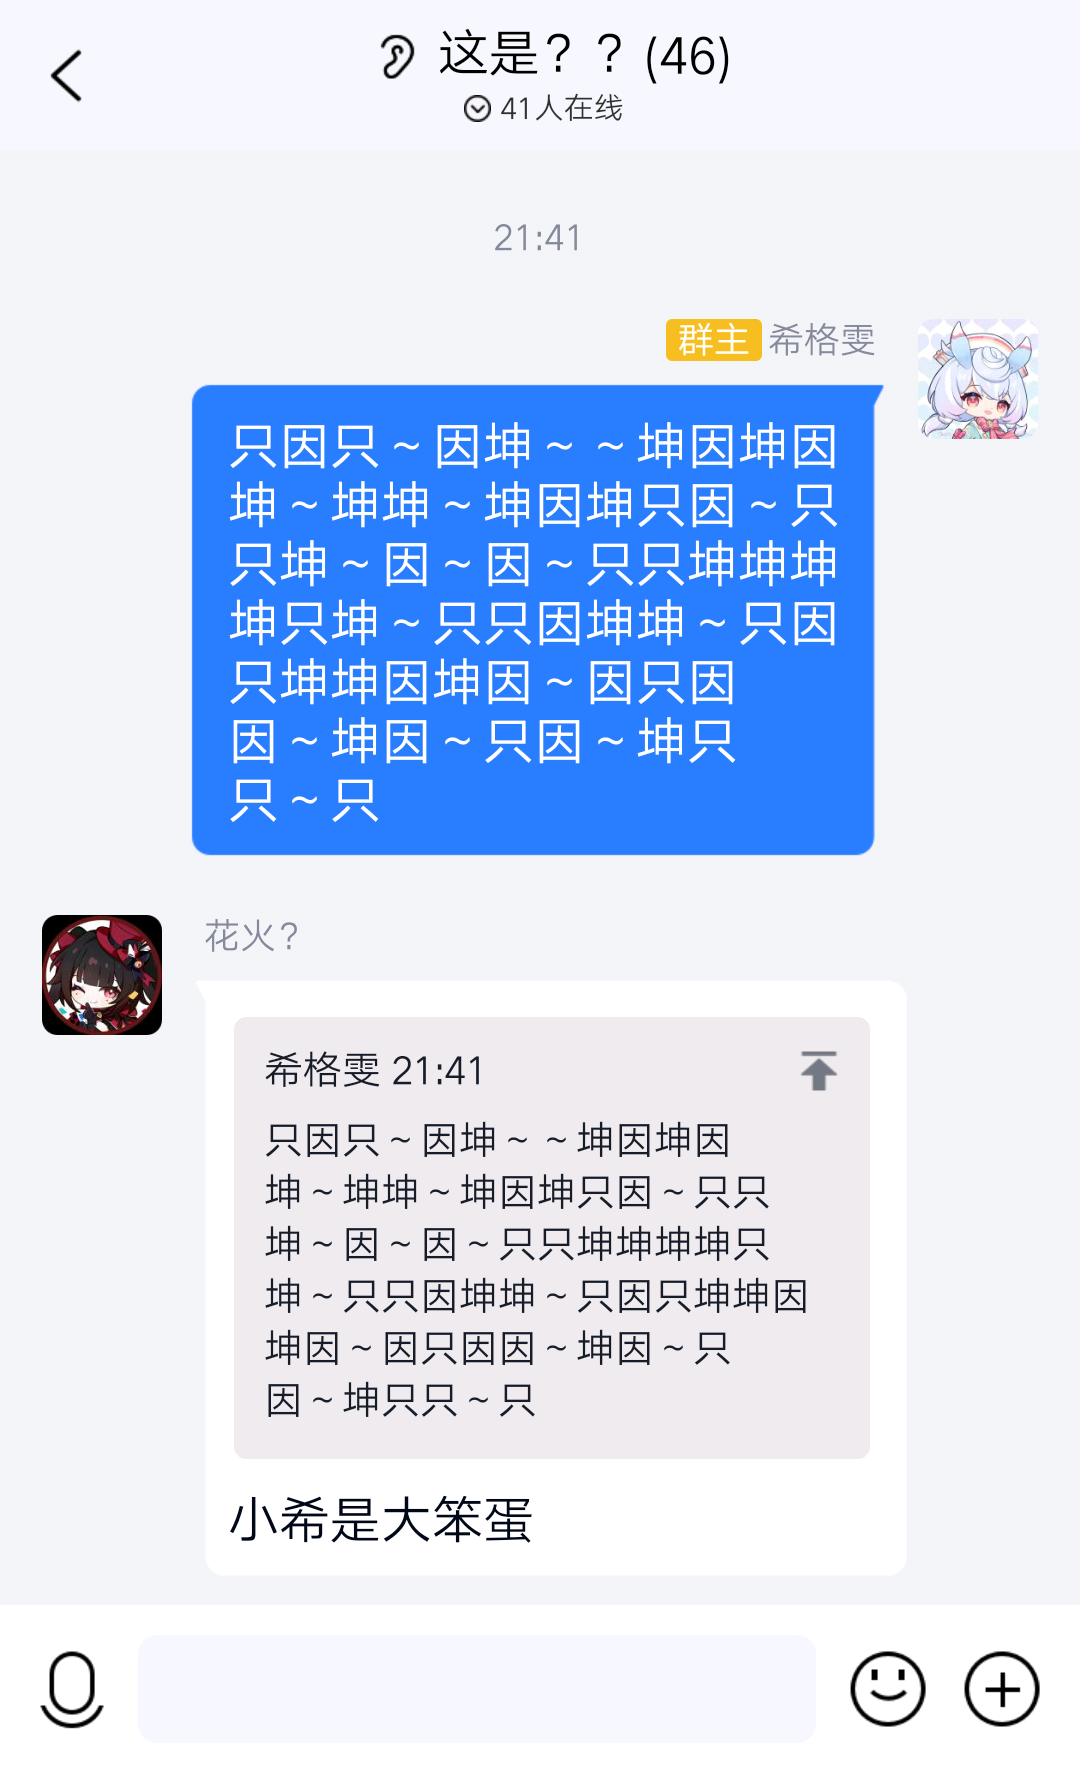 这是？？(46)
41人在线
21:41
群主 希格雯
只因只～因坤～～坤因坤因
坤～坤坤～坤因坤只因～只
只坤～因～因～只只坤坤坤
坤只坤～只只因坤坤～只因
只坤坤因坤因～因只因
因～坤因～只因～坤只
只～只
花火？
希格雯 21:41
只因只～因坤～～坤因坤因
坤～坤坤～坤因坤只因～只只
坤～因～因～只只坤坤坤坤只
坤～只只因坤坤～只因只坤坤因
坤因～因只因因～坤因～只
因～坤只只～只
小希是大笨蛋